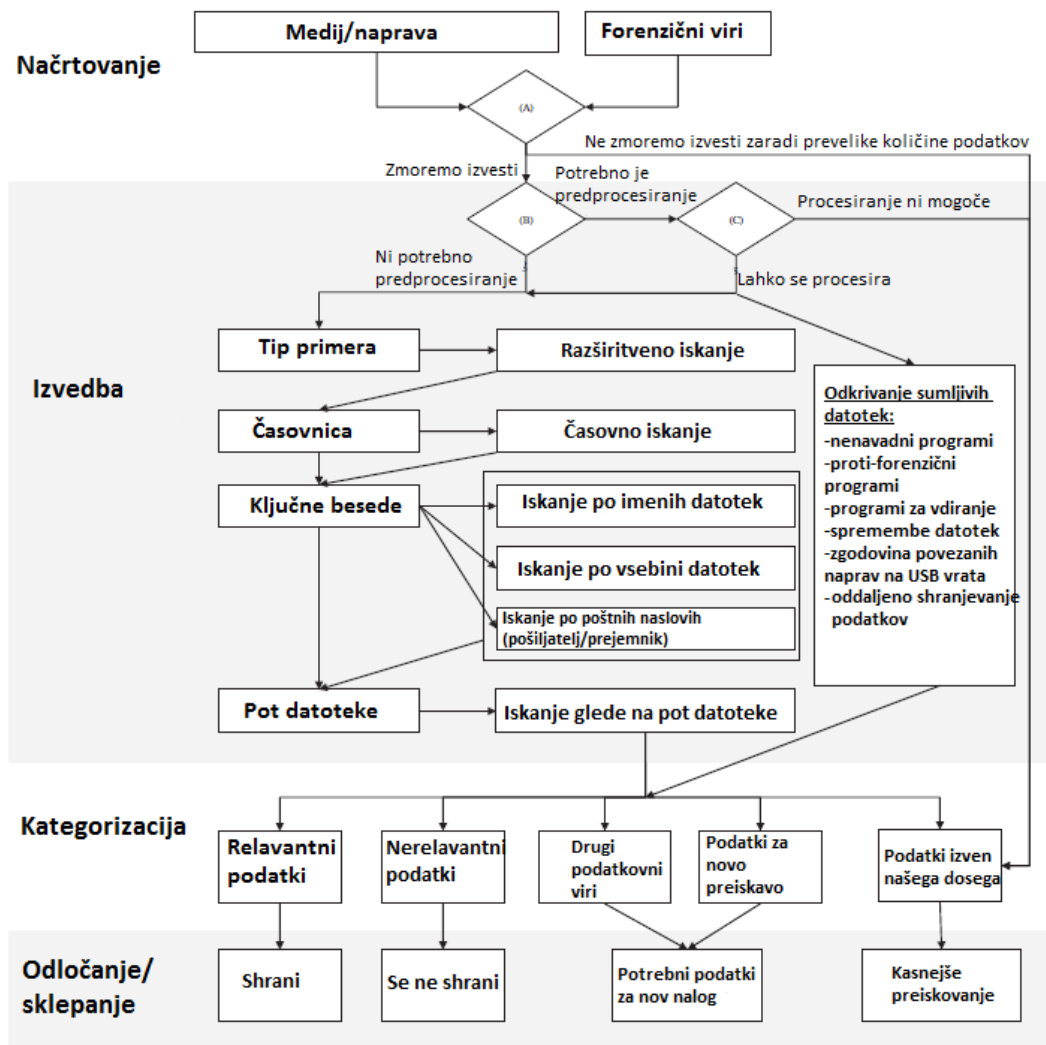 Medij/naprava
Forenzični viri
Načrtovanje
(A)
Ne zmoremo izvesti zaradi prevelike količine podatkov
Zmoremo izvesti
Potrebno je
predprocesiranje
(B)
(C)
Procesiranje ni mogoče
Ni potrebno
predprocesiranje
Lahko se procesira
Izvedba
Tip primera
Razširitveno iskanje
Časovnica
Časovno iskanje
Ključne besede
Iskanje po imenih datotek
Iskanje po vsebini datotek
Iskanje po poštnih naslovih
(pošiljatelj/prejemnik)
Pot datoteke
Iskanje glede na pot datoteke
Odkrivanje sumljivih
datotek:
-nenavadni programi
-proti-forenzični
programi
-programi za vdiranje
-spremembe datotek
-zgodovina povezanih
naprav na USB vrata
-oddaljeno shranjevanje
podatkov
Kategorizacija
Relavantni
podatki
Nerelavantni
podatki
Drugi
podatkovni
viri
Podatki za
novo
preiskavo
Podatki izven
našega dosega
Odločanje/
sklepanje
Shrani
Se ne shrani
Potrebni podatki
za nov nalog
Kasnejše
preiskovanje